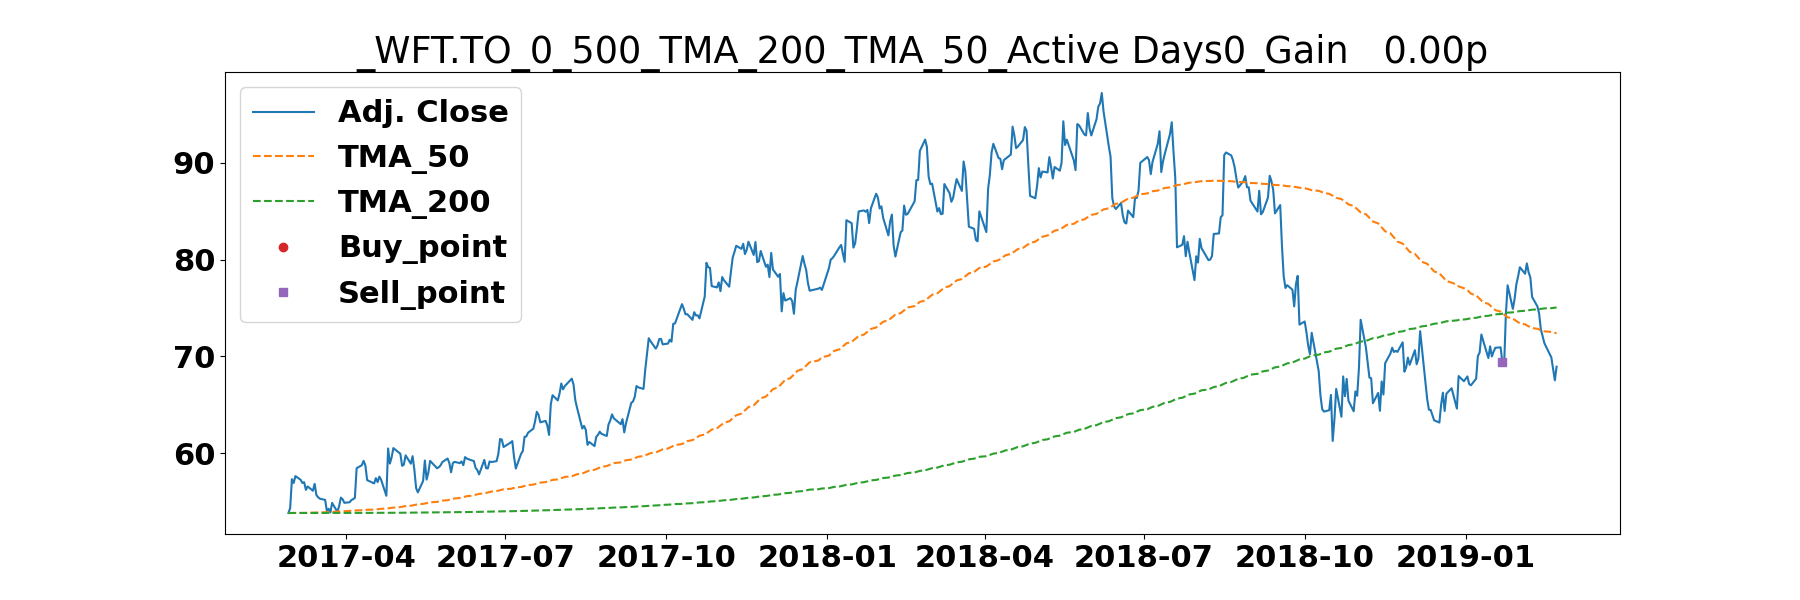 _WFT.TO_0_500_TMA_200_TMA_50_Active Days0_Gain   0.00p
Adj. Close
TMA_50
TMA_200
Buy_point
Sell_point
90
80
70
60
2017-04 2017-07 2017-10 2018-01 2018-04 2018-07 2018-10 2019-01